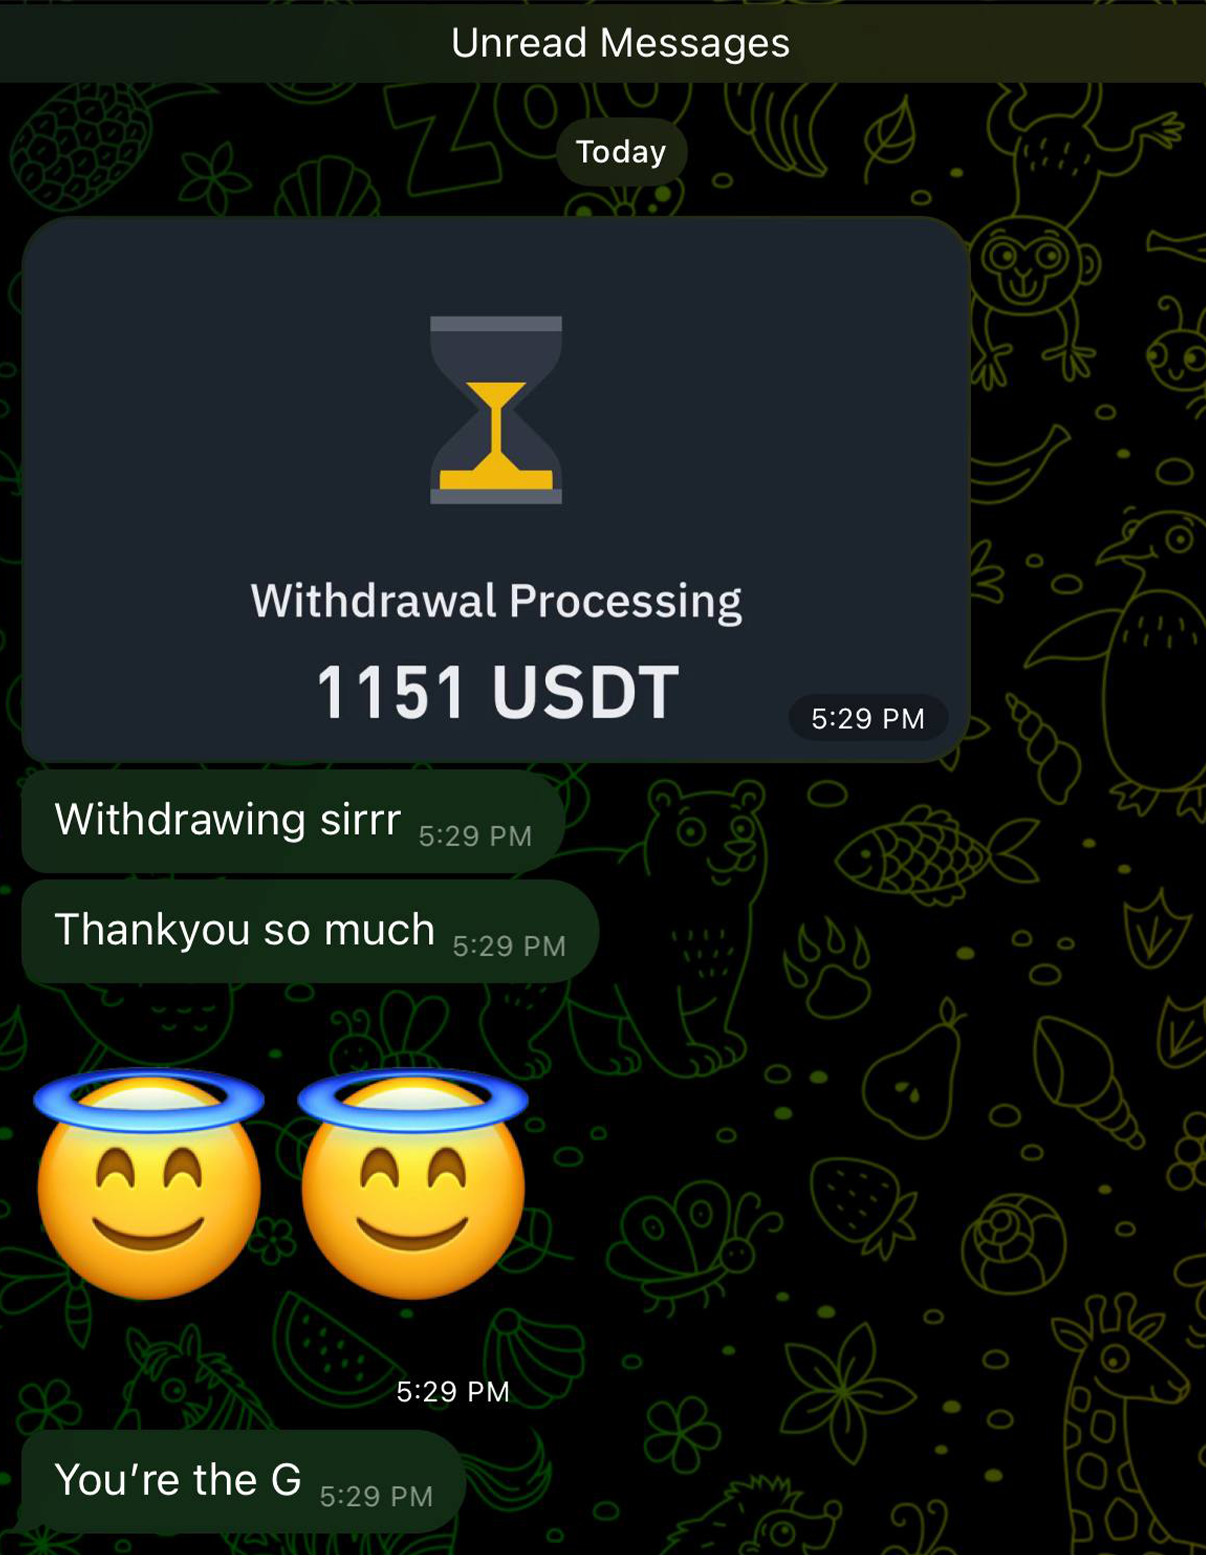 Unread Messages
ZOO
Today
Withdrawal Processing
1151 USDT
5:29 PM
Withdrawing sirrr 5:29 PM
Thankyou so much 5:29 PM
5:29 PM
You’re the G 5:29 PM